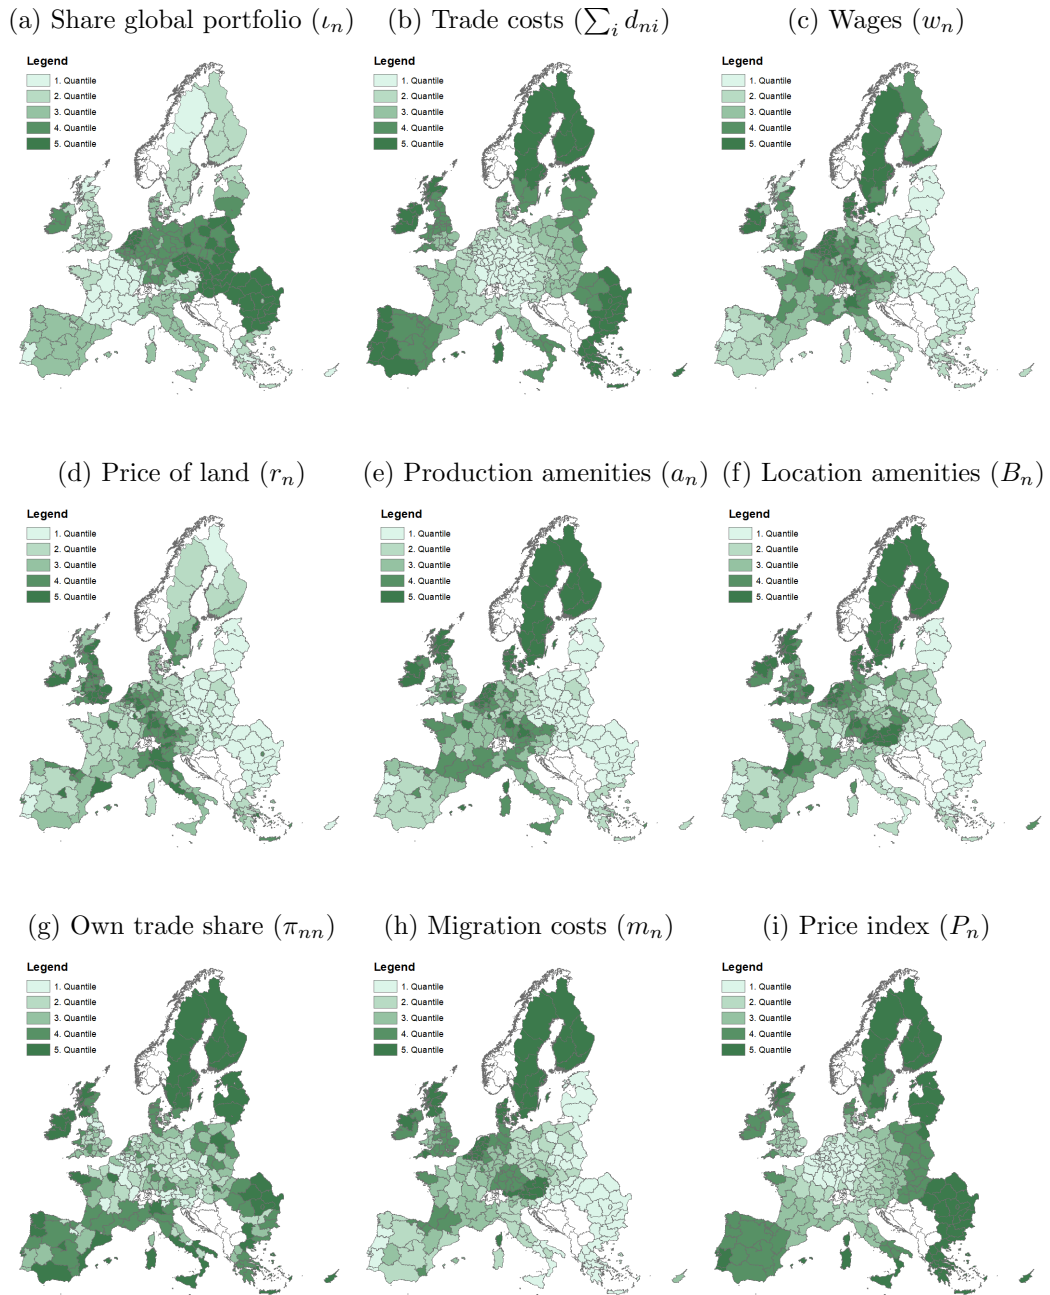 (a) Share global portfolio (ιₙ)
(b) Trade costs (∑ᵢ dₙᵢ)
(c) Wages (wₙ)
Legend
1. Quantile
2. Quantile
3. Quantile
4. Quantile
5. Quantile
Legend
1. Quantile
2. Quantile
3. Quantile
4. Quantile
5. Quantile
Legend
1. Quantile
2. Quantile
3. Quantile
4. Quantile
5. Quantile
(d) Price of land (rₙ)
(e) Production amenities (aₙ)
(f) Location amenities (Bₙ)
Legend
1. Quantile
2. Quantile
3. Quantile
4. Quantile
5. Quantile
Legend
1. Quantile
2. Quantile
3. Quantile
4. Quantile
5. Quantile
Legend
1. Quantile
2. Quantile
3. Quantile
4. Quantile
5. Quantile
(g) Own trade share (πₙₙ)
(h) Migration costs (mₙ)
(i) Price index (Pₙ)
Legend
1. Quantile
2. Quantile
3. Quantile
4. Quantile
5. Quantile
Legend
1. Quantile
2. Quantile
3. Quantile
4. Quantile
5. Quantile
Legend
1. Quantile
2. Quantile
3. Quantile
4. Quantile
5. Quantile